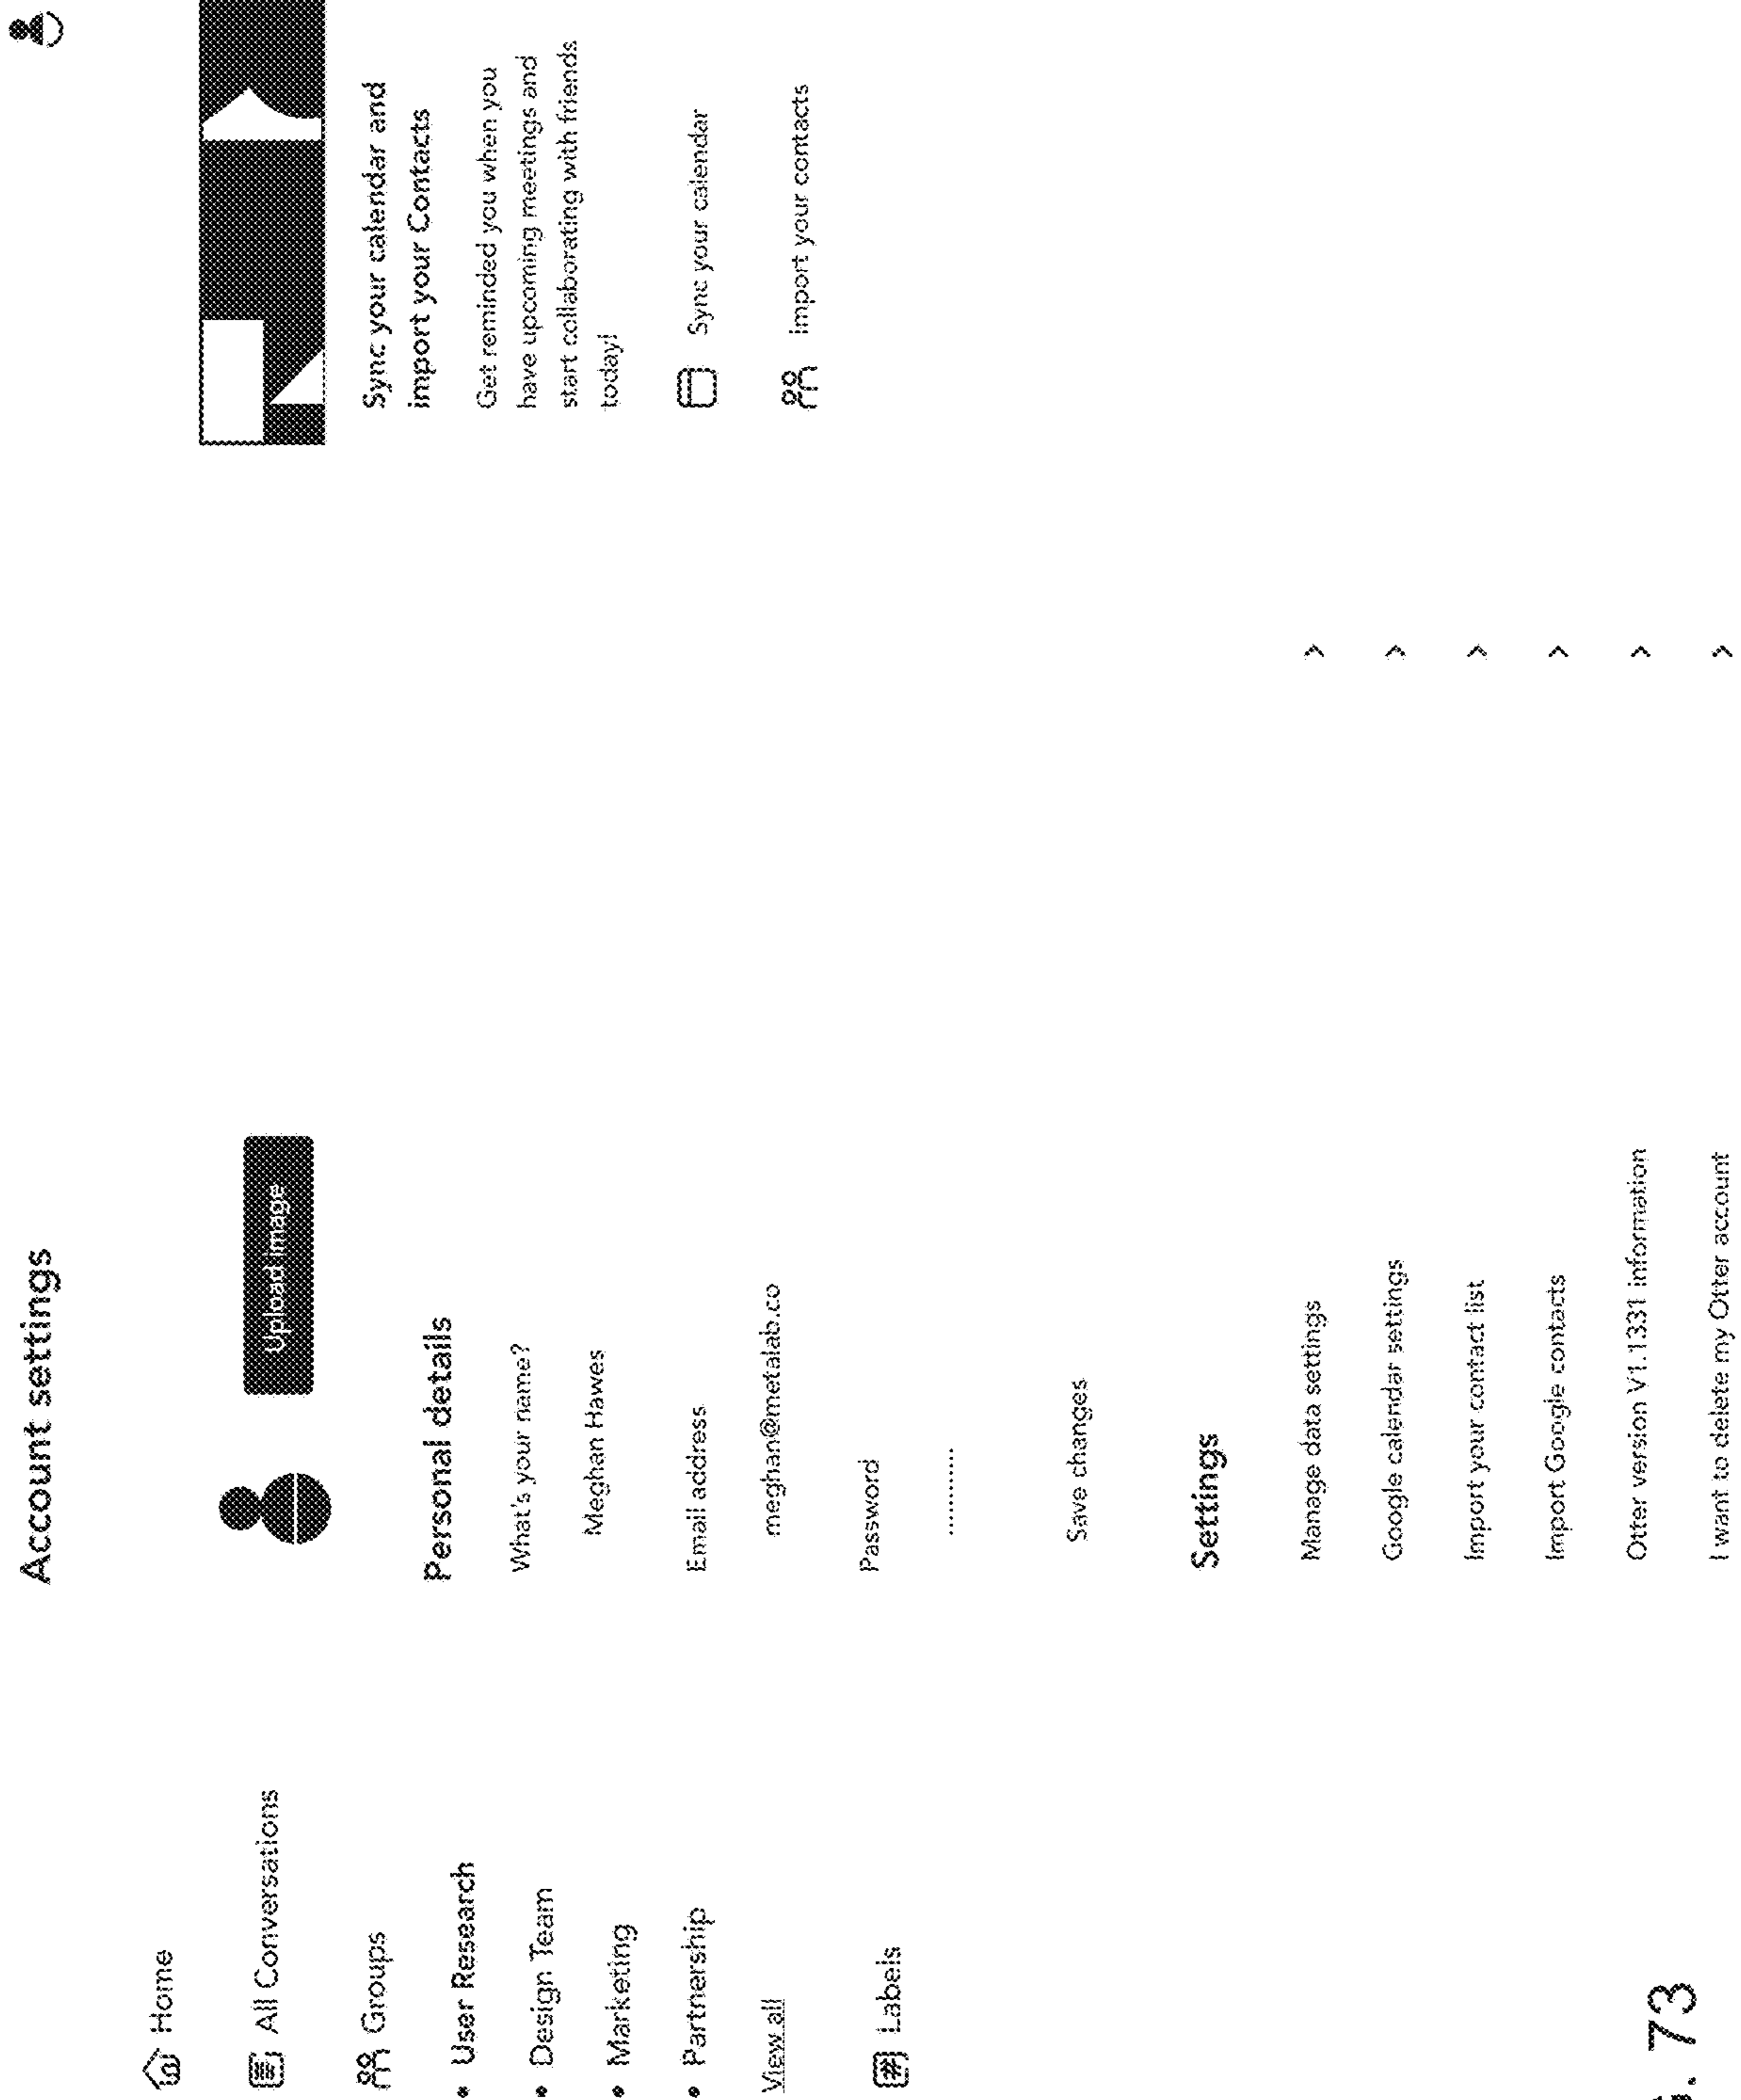 Account settings
Home
All Conversations
Groups
• User Research
• Design Team
• Marketing
• Partnership
View all
Labels
Upload image
Personal details
What's your name?
Meghan Hawes
Email address
meghan@metalab.co
Password
............
Save changes
Settings
Manage data settings
Google calendar settings
Import your contact list
Import Google contacts
Otter version V1.1331 information
I want to delete my Otter account
Sync your calendar and
import your Contacts
Get reminded you when you
have upcoming meetings and
start collaborating with friends
today!
Sync your calendar
Import your contacts
. 73